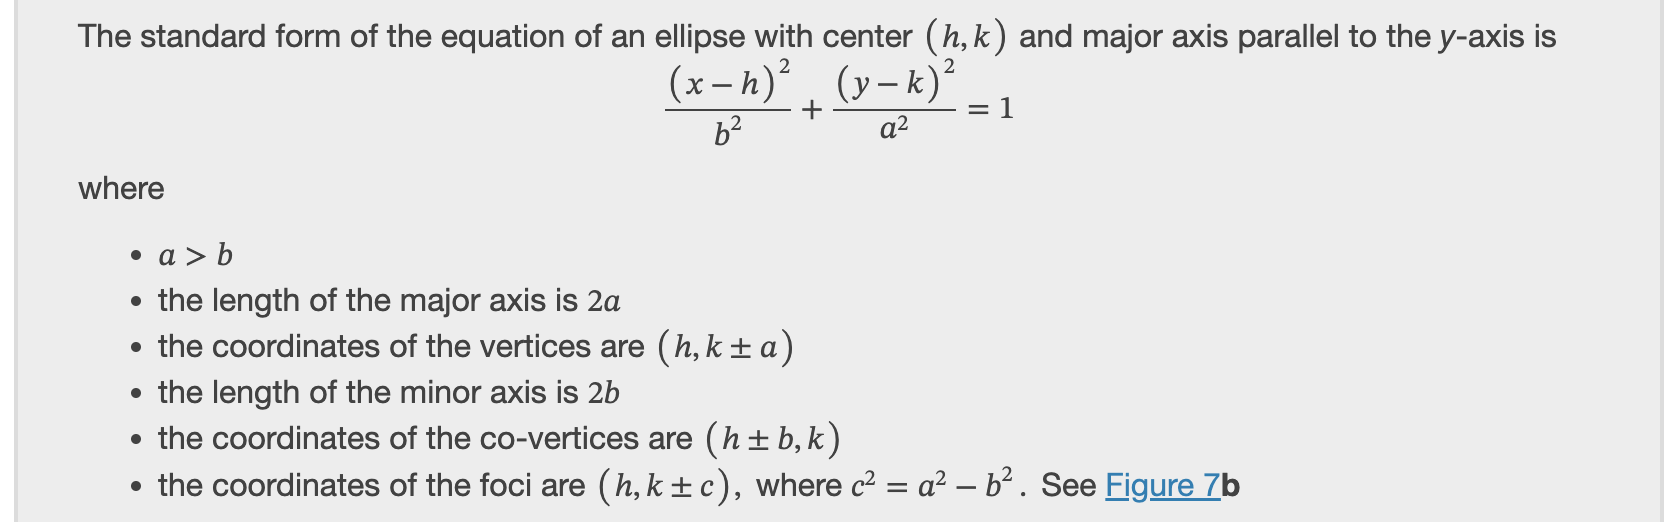 The standard form of the equation of an ellipse with center (h, k) and major axis parallel to the y-axis is
(x − h)²/b² + (y − k)²/a² = 1
where
• a > b
• the length of the major axis is 2a
• the coordinates of the vertices are (h, k ± a)
• the length of the minor axis is 2b
• the coordinates of the co-vertices are (h ± b, k)
• the coordinates of the foci are (h, k ± c), where c² = a² − b². See Figure 7b